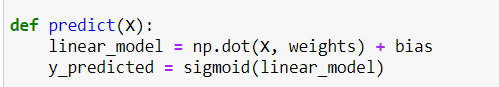 def predict(X):
    linear_model = np.dot(X, weights) + bias
    y_predicted = sigmoid(linear_model)